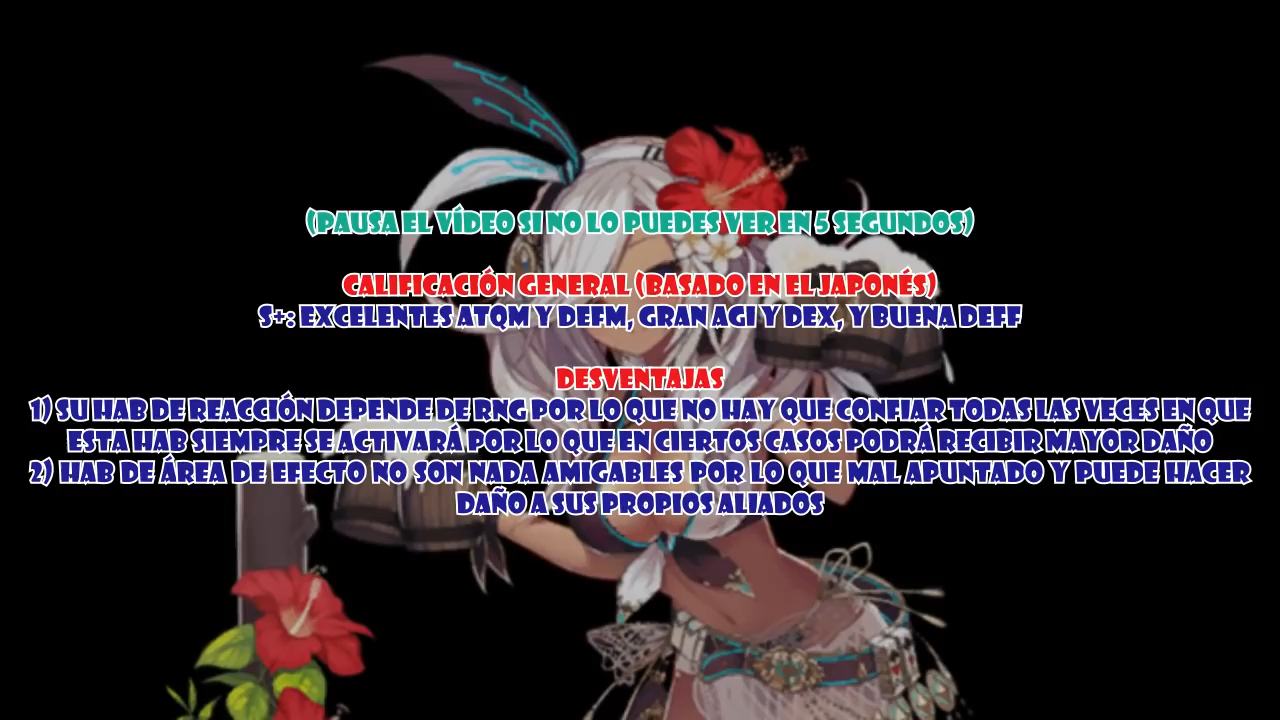 (PAUSA EL VÍDEO SI NO LO PUEDES VER EN 5 SEGUNDOS)
CALIFICACIÓN GENERAL (BASADO EN EL JAPONÉS)
S+: EXCELENTES ATQM Y DEFM, GRAN AGI Y DEX, Y BUENA DEFF
DESVENTAJAS
1) SU HAB DE REACCIÓN DEPENDE DE RNG POR LO QUE NO HAY QUE CONFIAR TODAS LAS VECES EN QUE
ESTA HAB SIEMPRE SE ACTIVARÁ POR LO QUE EN CIERTOS CASOS PODRÁ RECIBIR MAYOR DAÑO
2) HAB DE ÁREA DE EFECTO NO SON NADA AMIGABLES POR LO QUE MAL APUNTADO Y PUEDE HACER
DAÑO A SUS PROPIOS ALIADOS